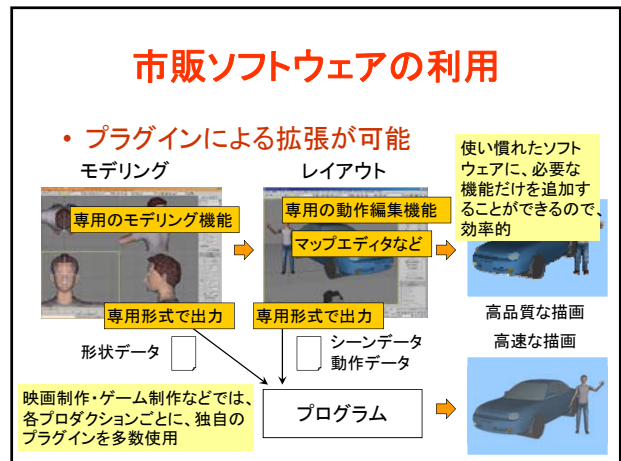 市販ソフトウェアの利用
• プラグインによる拡張が可能
モデリング
レイアウト
使い慣れたソフト
ウェアに、必要な
機能だけを追加す
ることができるので、
効率的
専用のモデリング機能
専用の動作編集機能
マップエディタなど
専用形式で出力
専用形式で出力
高品質な描画
高速な描画
形状データ
シーンデータ
動作データ
映画制作・ゲーム制作などでは、
各プロダクションごとに、独自の
プラグインを多数使用
プログラム